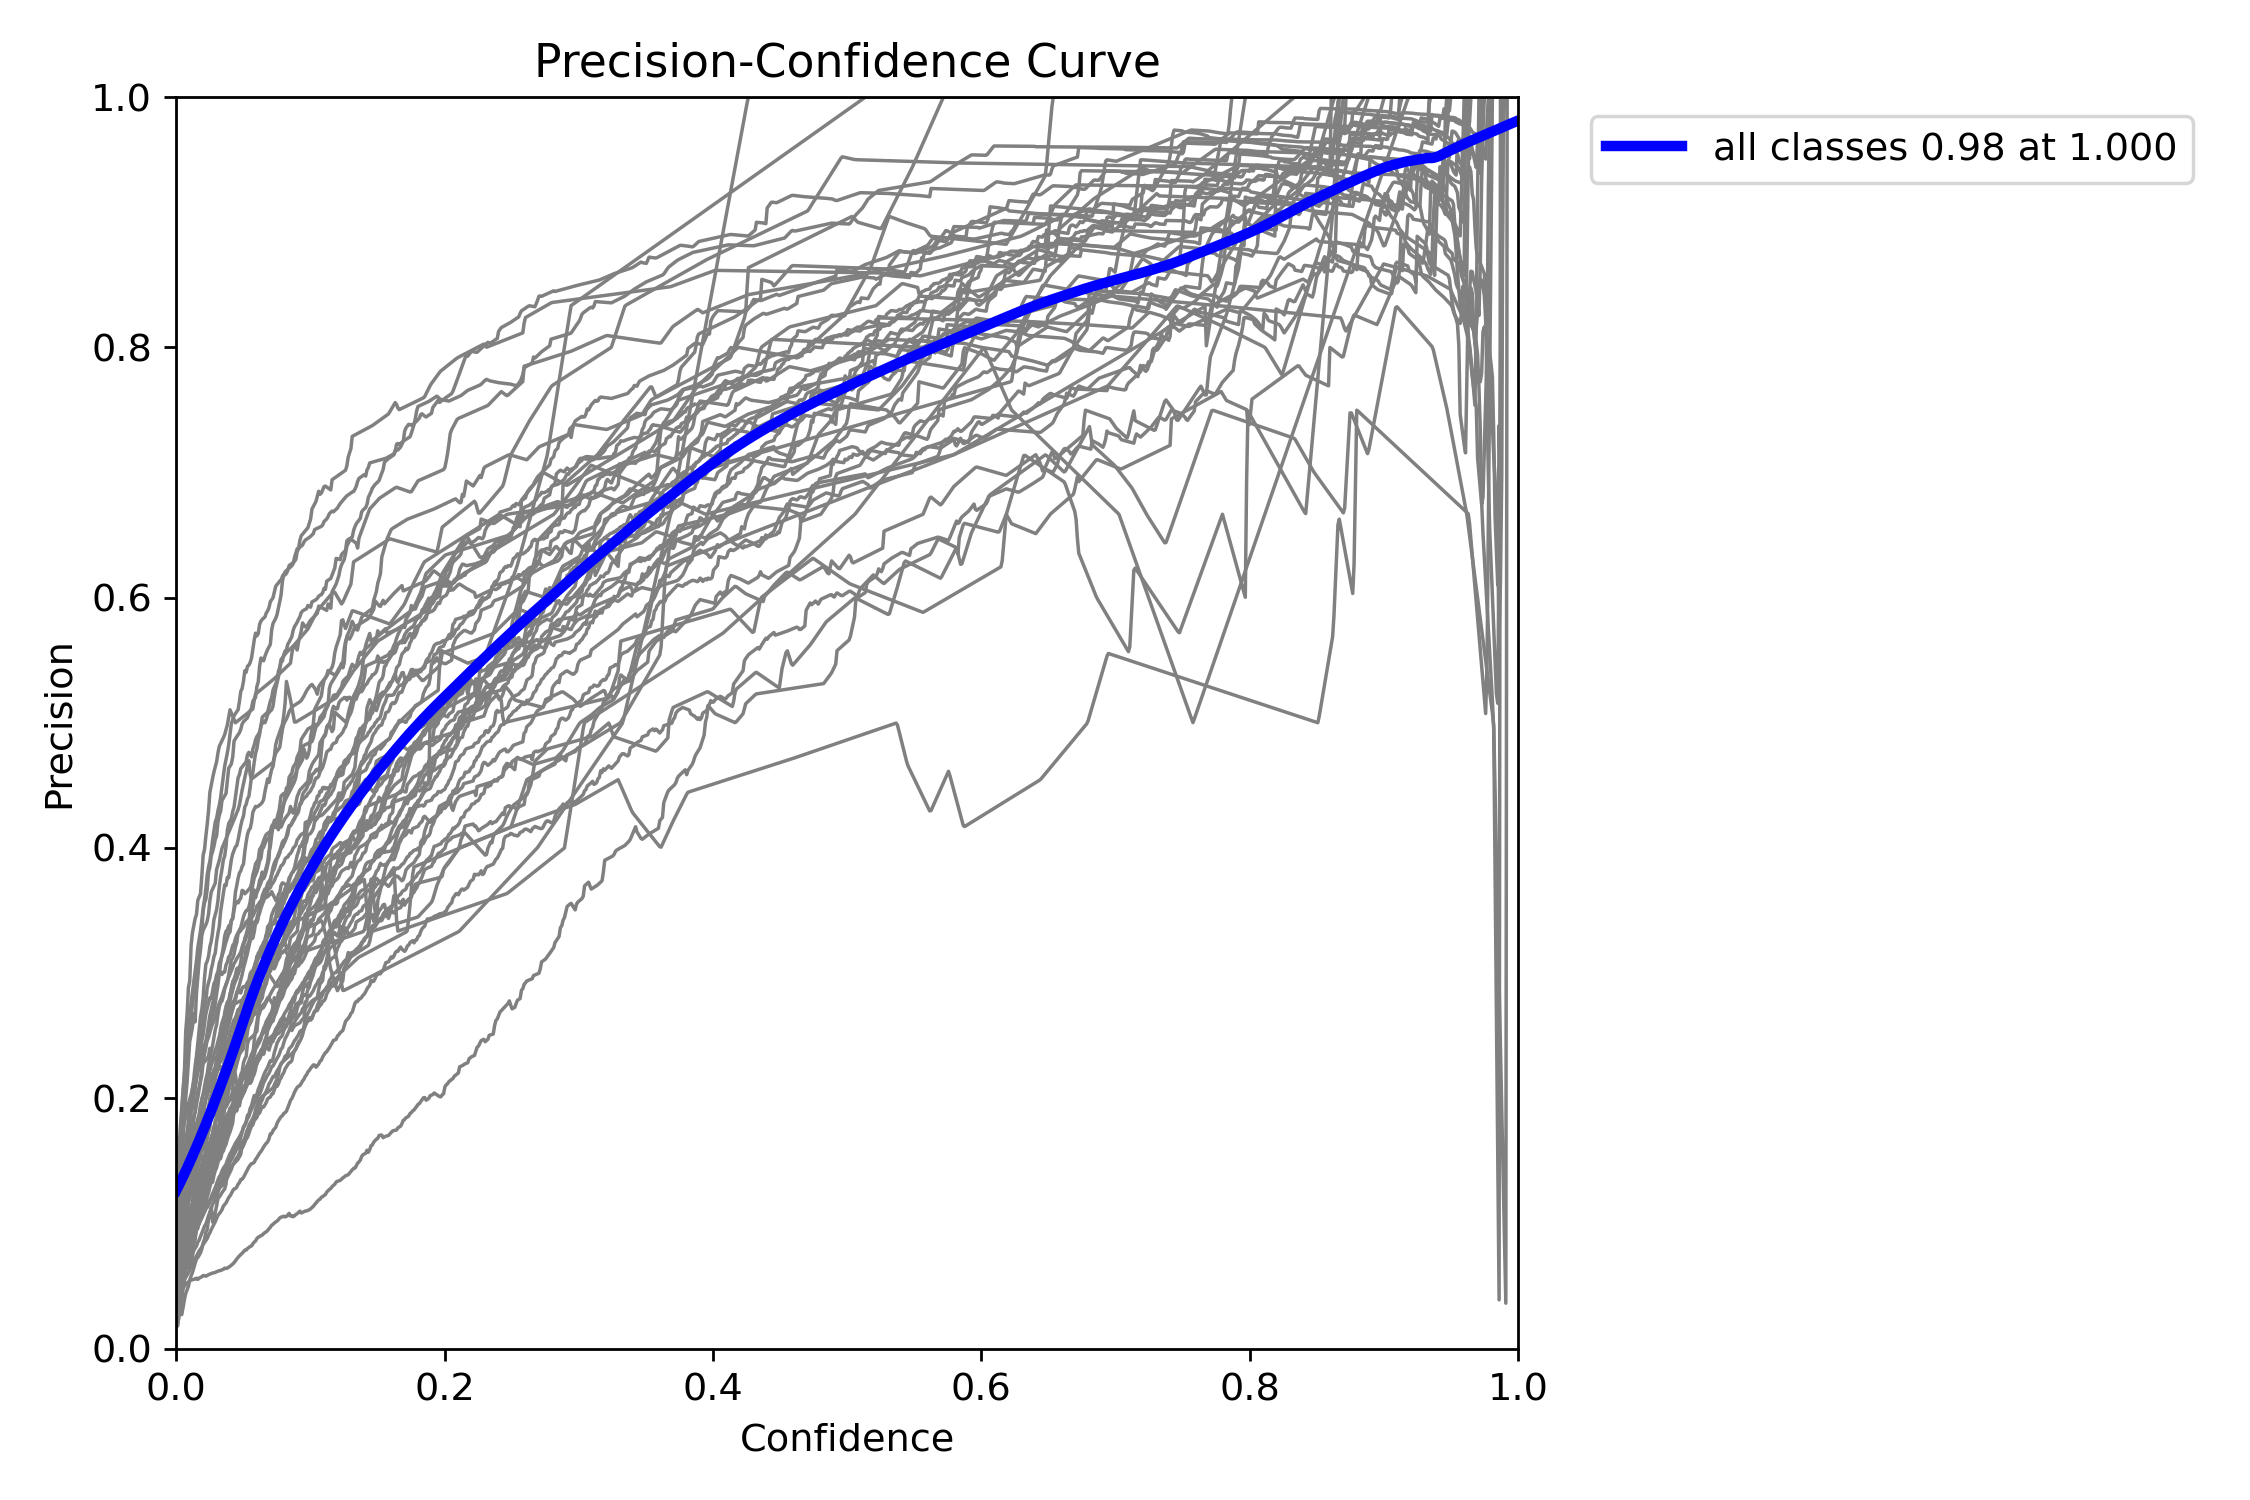 Precision-Confidence Curve
all classes 0.98 at 1.000
1.0
0.8
0.6
0.4
0.2
0.0
Precision
0.0 0.2 0.4 0.6 0.8 1.0
Confidence